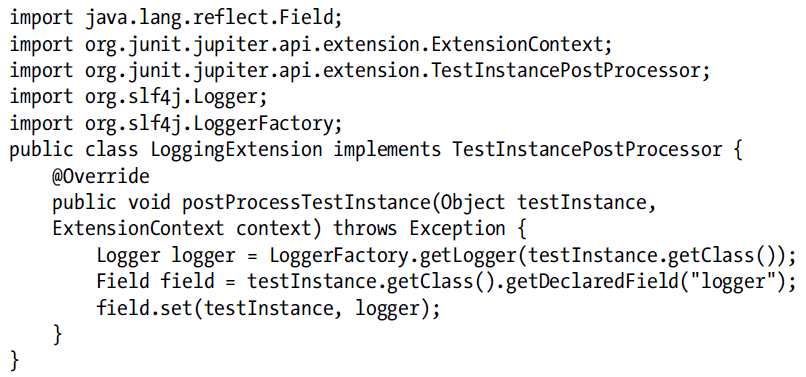 import java.lang.reflect.Field;
import org.junit.jupiter.api.extension.ExtensionContext;
import org.junit.jupiter.api.extension.TestInstancePostProcessor;
import org.slf4j.Logger;
import org.slf4j.LoggerFactory;
public class LoggingExtension implements TestInstancePostProcessor {
    @Override
    public void postProcessTestInstance(Object testInstance,
    ExtensionContext context) throws Exception {
        Logger logger = LoggerFactory.getLogger(testInstance.getClass());
        Field field = testInstance.getClass().getDeclaredField("logger");
        field.set(testInstance, logger);
    }
}